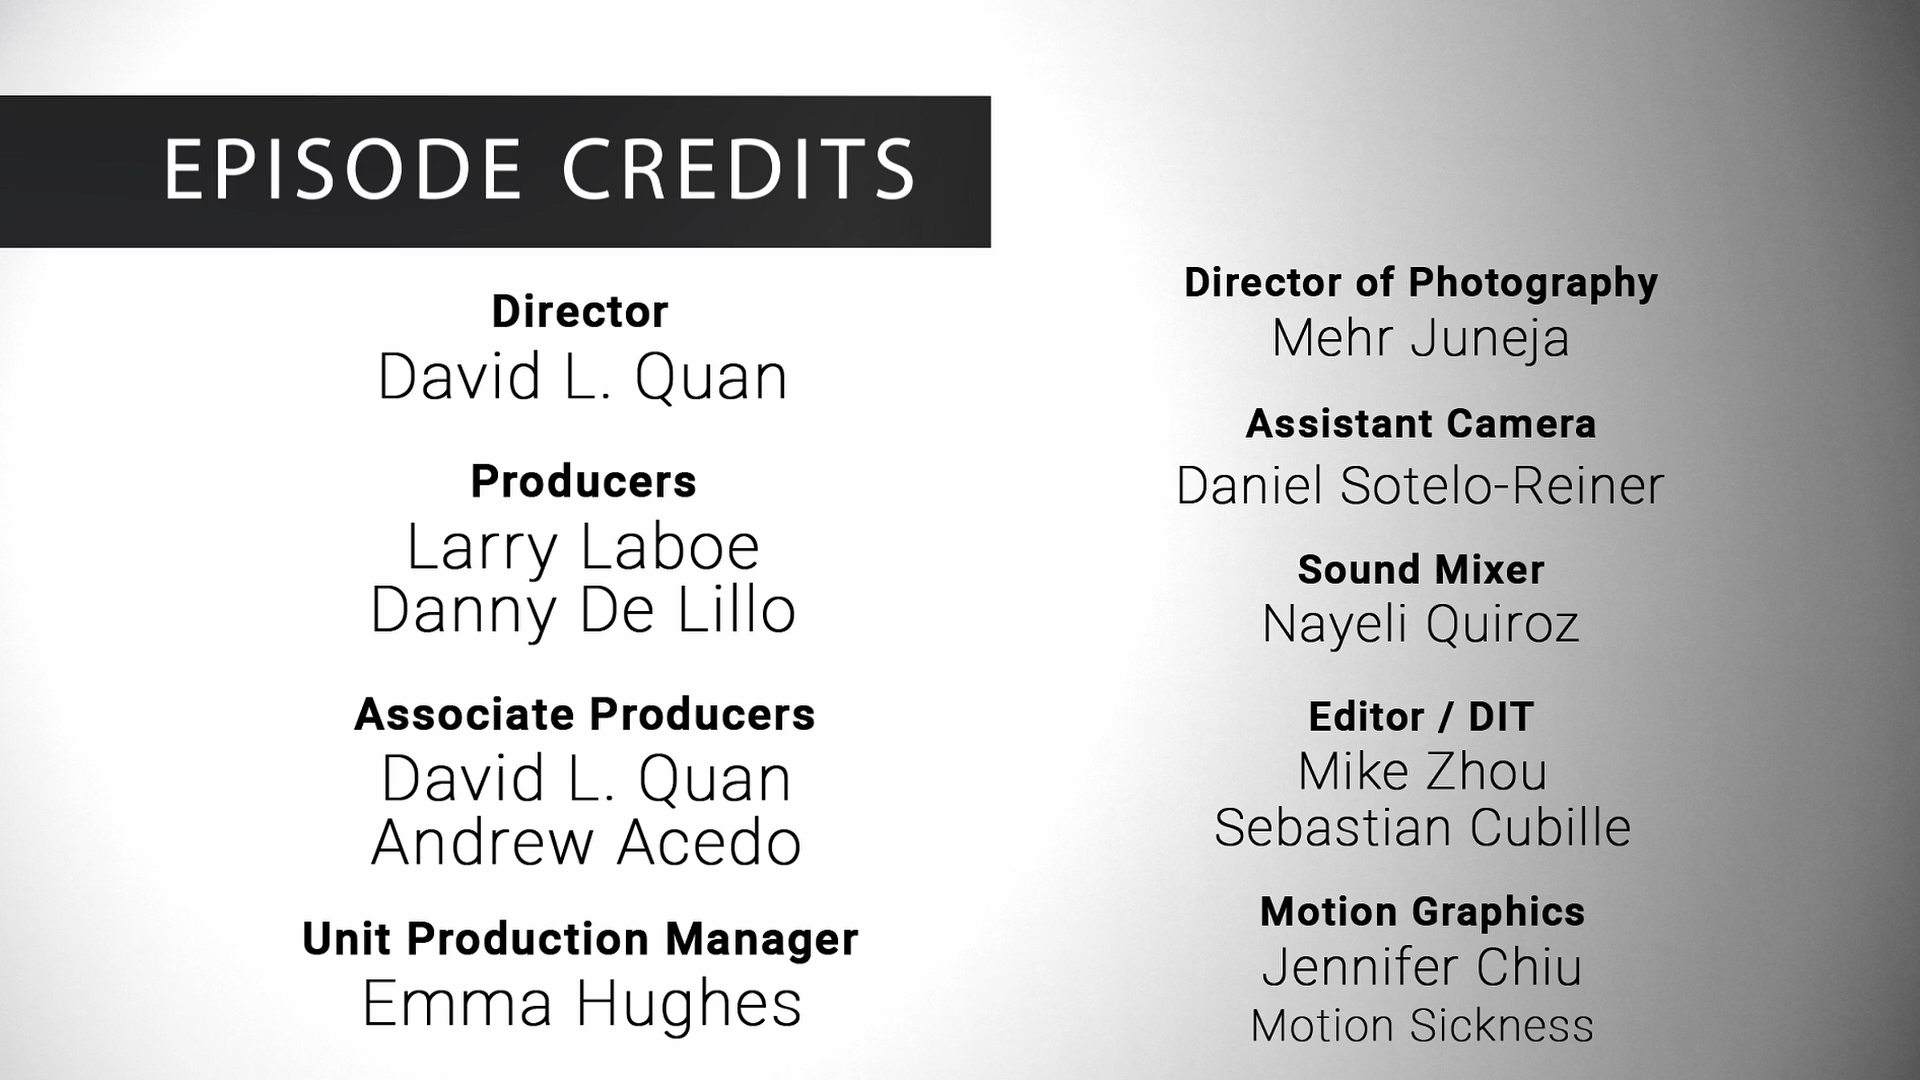 EPISODE CREDITS
Director
David L. Quan
Producers
Larry Laboe
Danny De Lillo
Associate Producers
David L. Quan
Andrew Acedo
Unit Production Manager
Emma Hughes
Director of Photography
Mehr Juneja
Assistant Camera
Daniel Sotelo-Reiner
Sound Mixer
Nayeli Quiroz
Editor / DIT
Mike Zhou
Sebastian Cubille
Motion Graphics
Jennifer Chiu
Motion Sickness